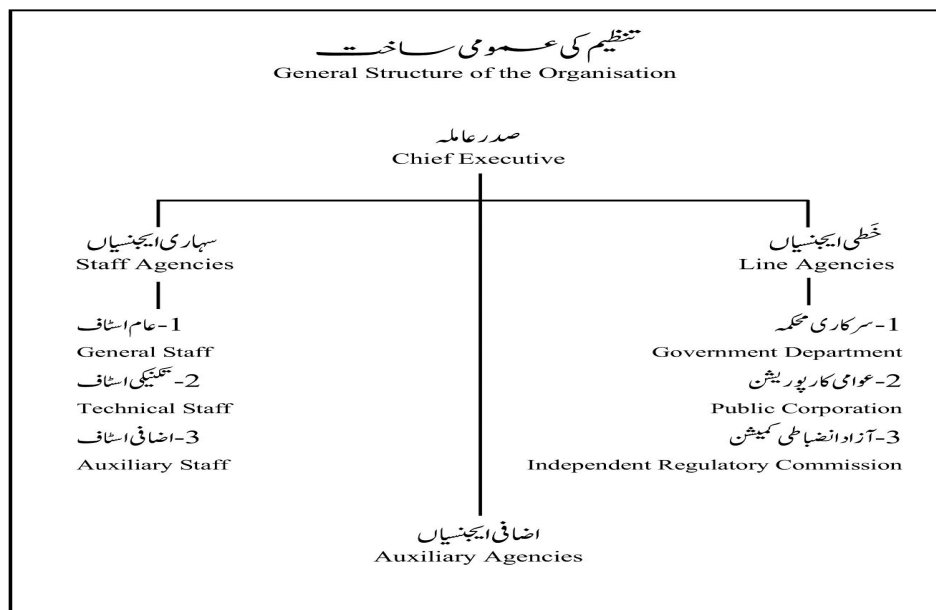 تنظیم کی عمومی ساخت
General Structure of the Organisation
صدر عاملہ
Chief Executive
خَطی ایجنسیاں
Line Agencies
1-سرکاری محکمہ
Government Department
2-عوامی کارپوریشن
Public Corporation
3-آزاد انضباطی کمیشن
Independent Regulatory Commission
سہاری ایجنسیاں
Staff Agencies
1-عام اسٹاف
General Staff
2-تکنیکی اسٹاف
Technical Staff
3-اضافی اسٹاف
Auxiliary Staff
اضافی ایجنسیاں
Auxiliary Agencies